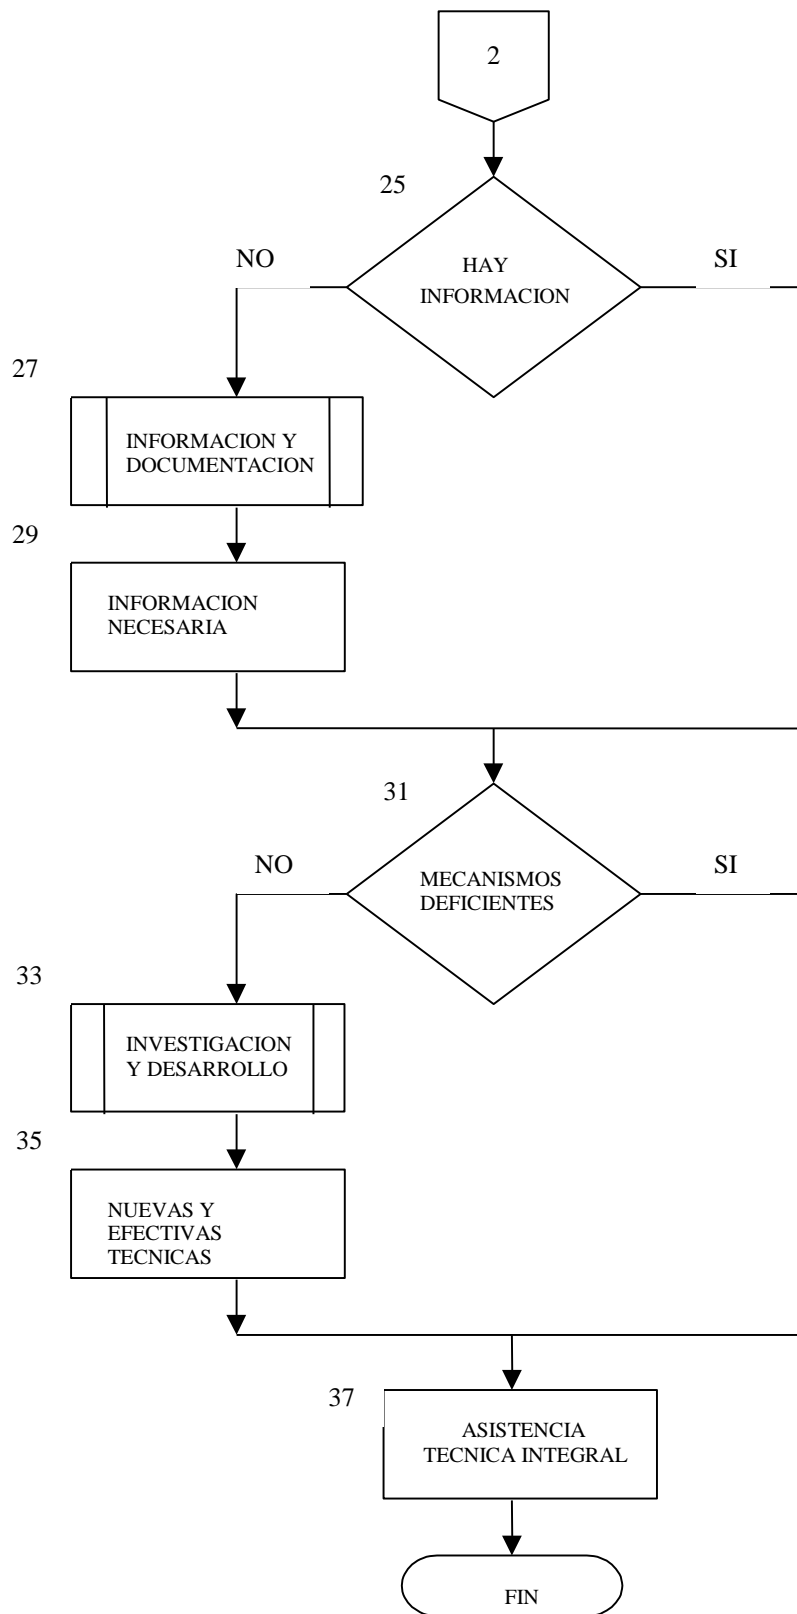 2
25
NO
HAY
INFORMACION
SI
27
INFORMACION Y
DOCUMENTACION
29
INFORMACION
NECESARIA
31
NO
MECANISMOS
DEFICIENTES
SI
33
INVESTIGACION
Y DESARROLLO
35
NUEVAS Y
EFECTIVAS
TECNICAS
37
ASISTENCIA
TECNICA INTEGRAL
FIN